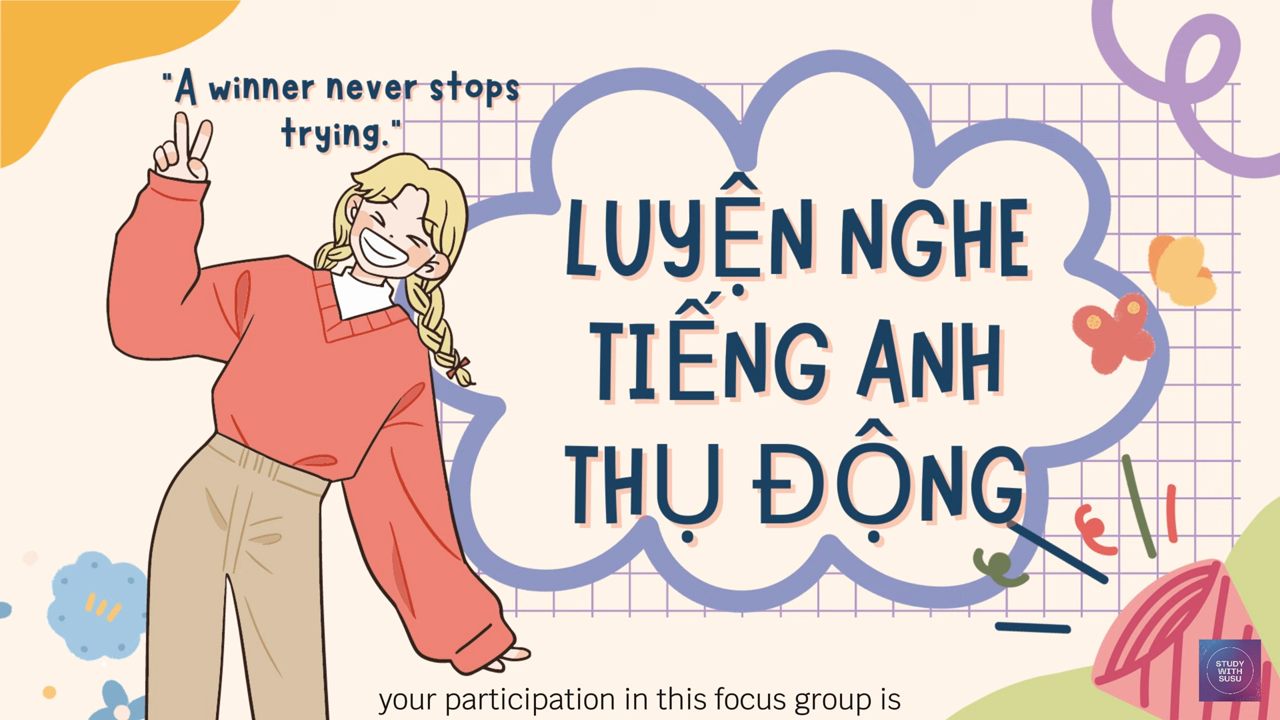 "A winner never stops
trying."
LUYỆN NGHE
TIẾNG ANH
THỤ ĐỘNG
STUDY
WITH
SUSU
your participation in this focus group is